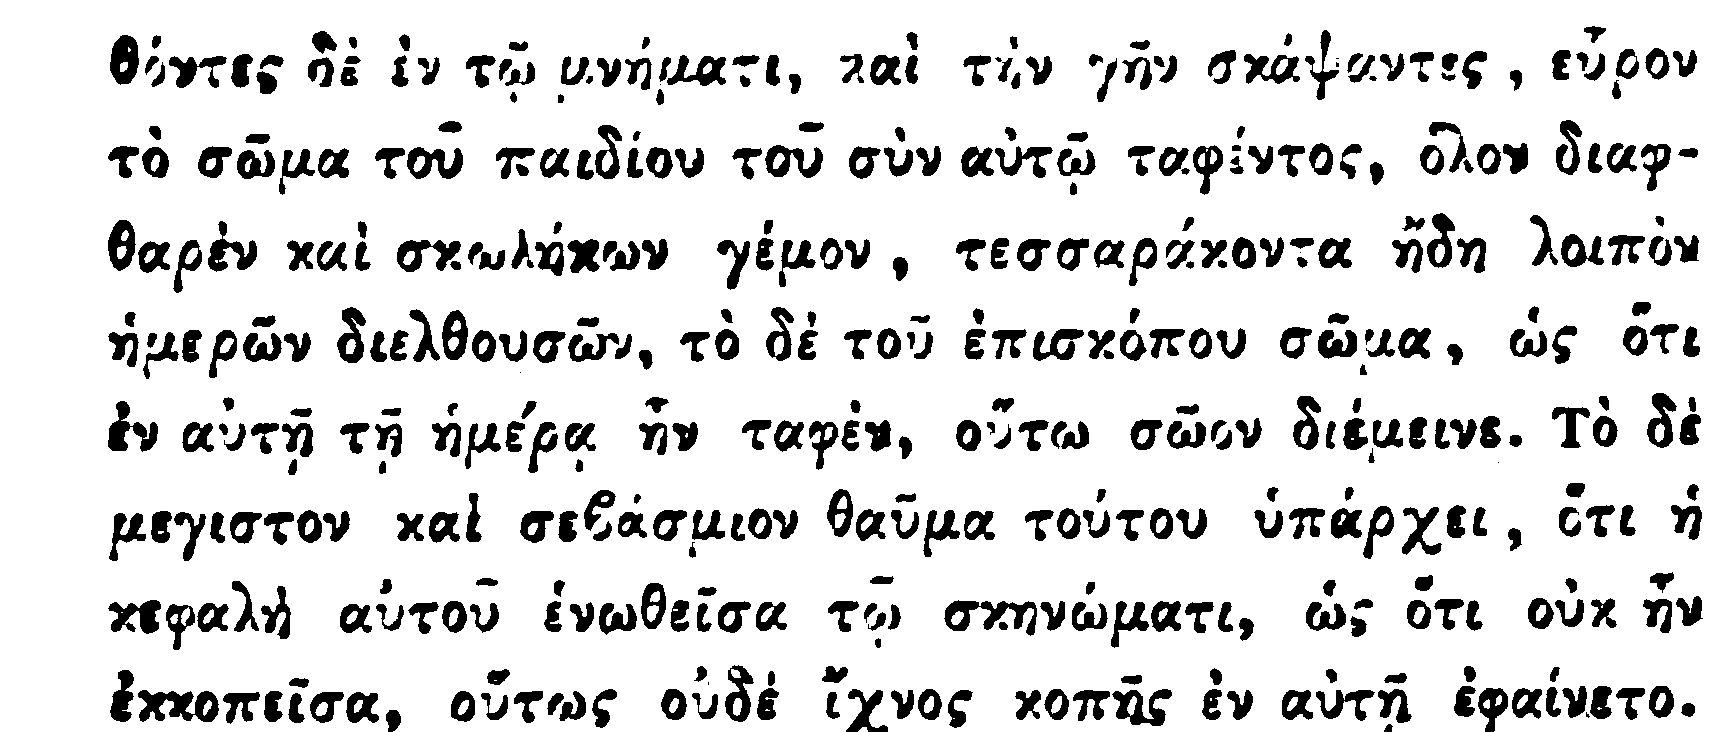 θόντες δὲ ἐν τῷ μνήματι, καὶ τὴν γῆν σκάψαντες, εὗρον
τὸ σῶμα τοῦ παιδίου τοῦ σὺν αὐτῷ ταφέντος, ὅλον διαφ-
θαρὲν καὶ σκωλήκων γέμον, τεσσαράκοντα ἤδη λοιπὸν
ἡμερῶν διελθουσῶν, τὸ δὲ τοῦ ἐπισκόπου σῶμα, ὡς ὅτι
ἐν αὐτῇ τῇ ἡμέρᾳ ἦν ταφὲν, οὕτω σῶον διέμεινε. Τὸ δὲ
μεγιστον καὶ σεβάσμιον θαῦμα τούτου ὑπάρχει, ὅτι ἡ
κεφαλὴ αὐτοῦ ἑνωθεῖσα τῷ σκηνώματι, ὡς ὅτι οὐκ ἦν
ἐκκοπεῖσα, οὕτως οὐδὲ ἴχνος κοπῆς ἐν αὐτῇ ἐφαίνετο.